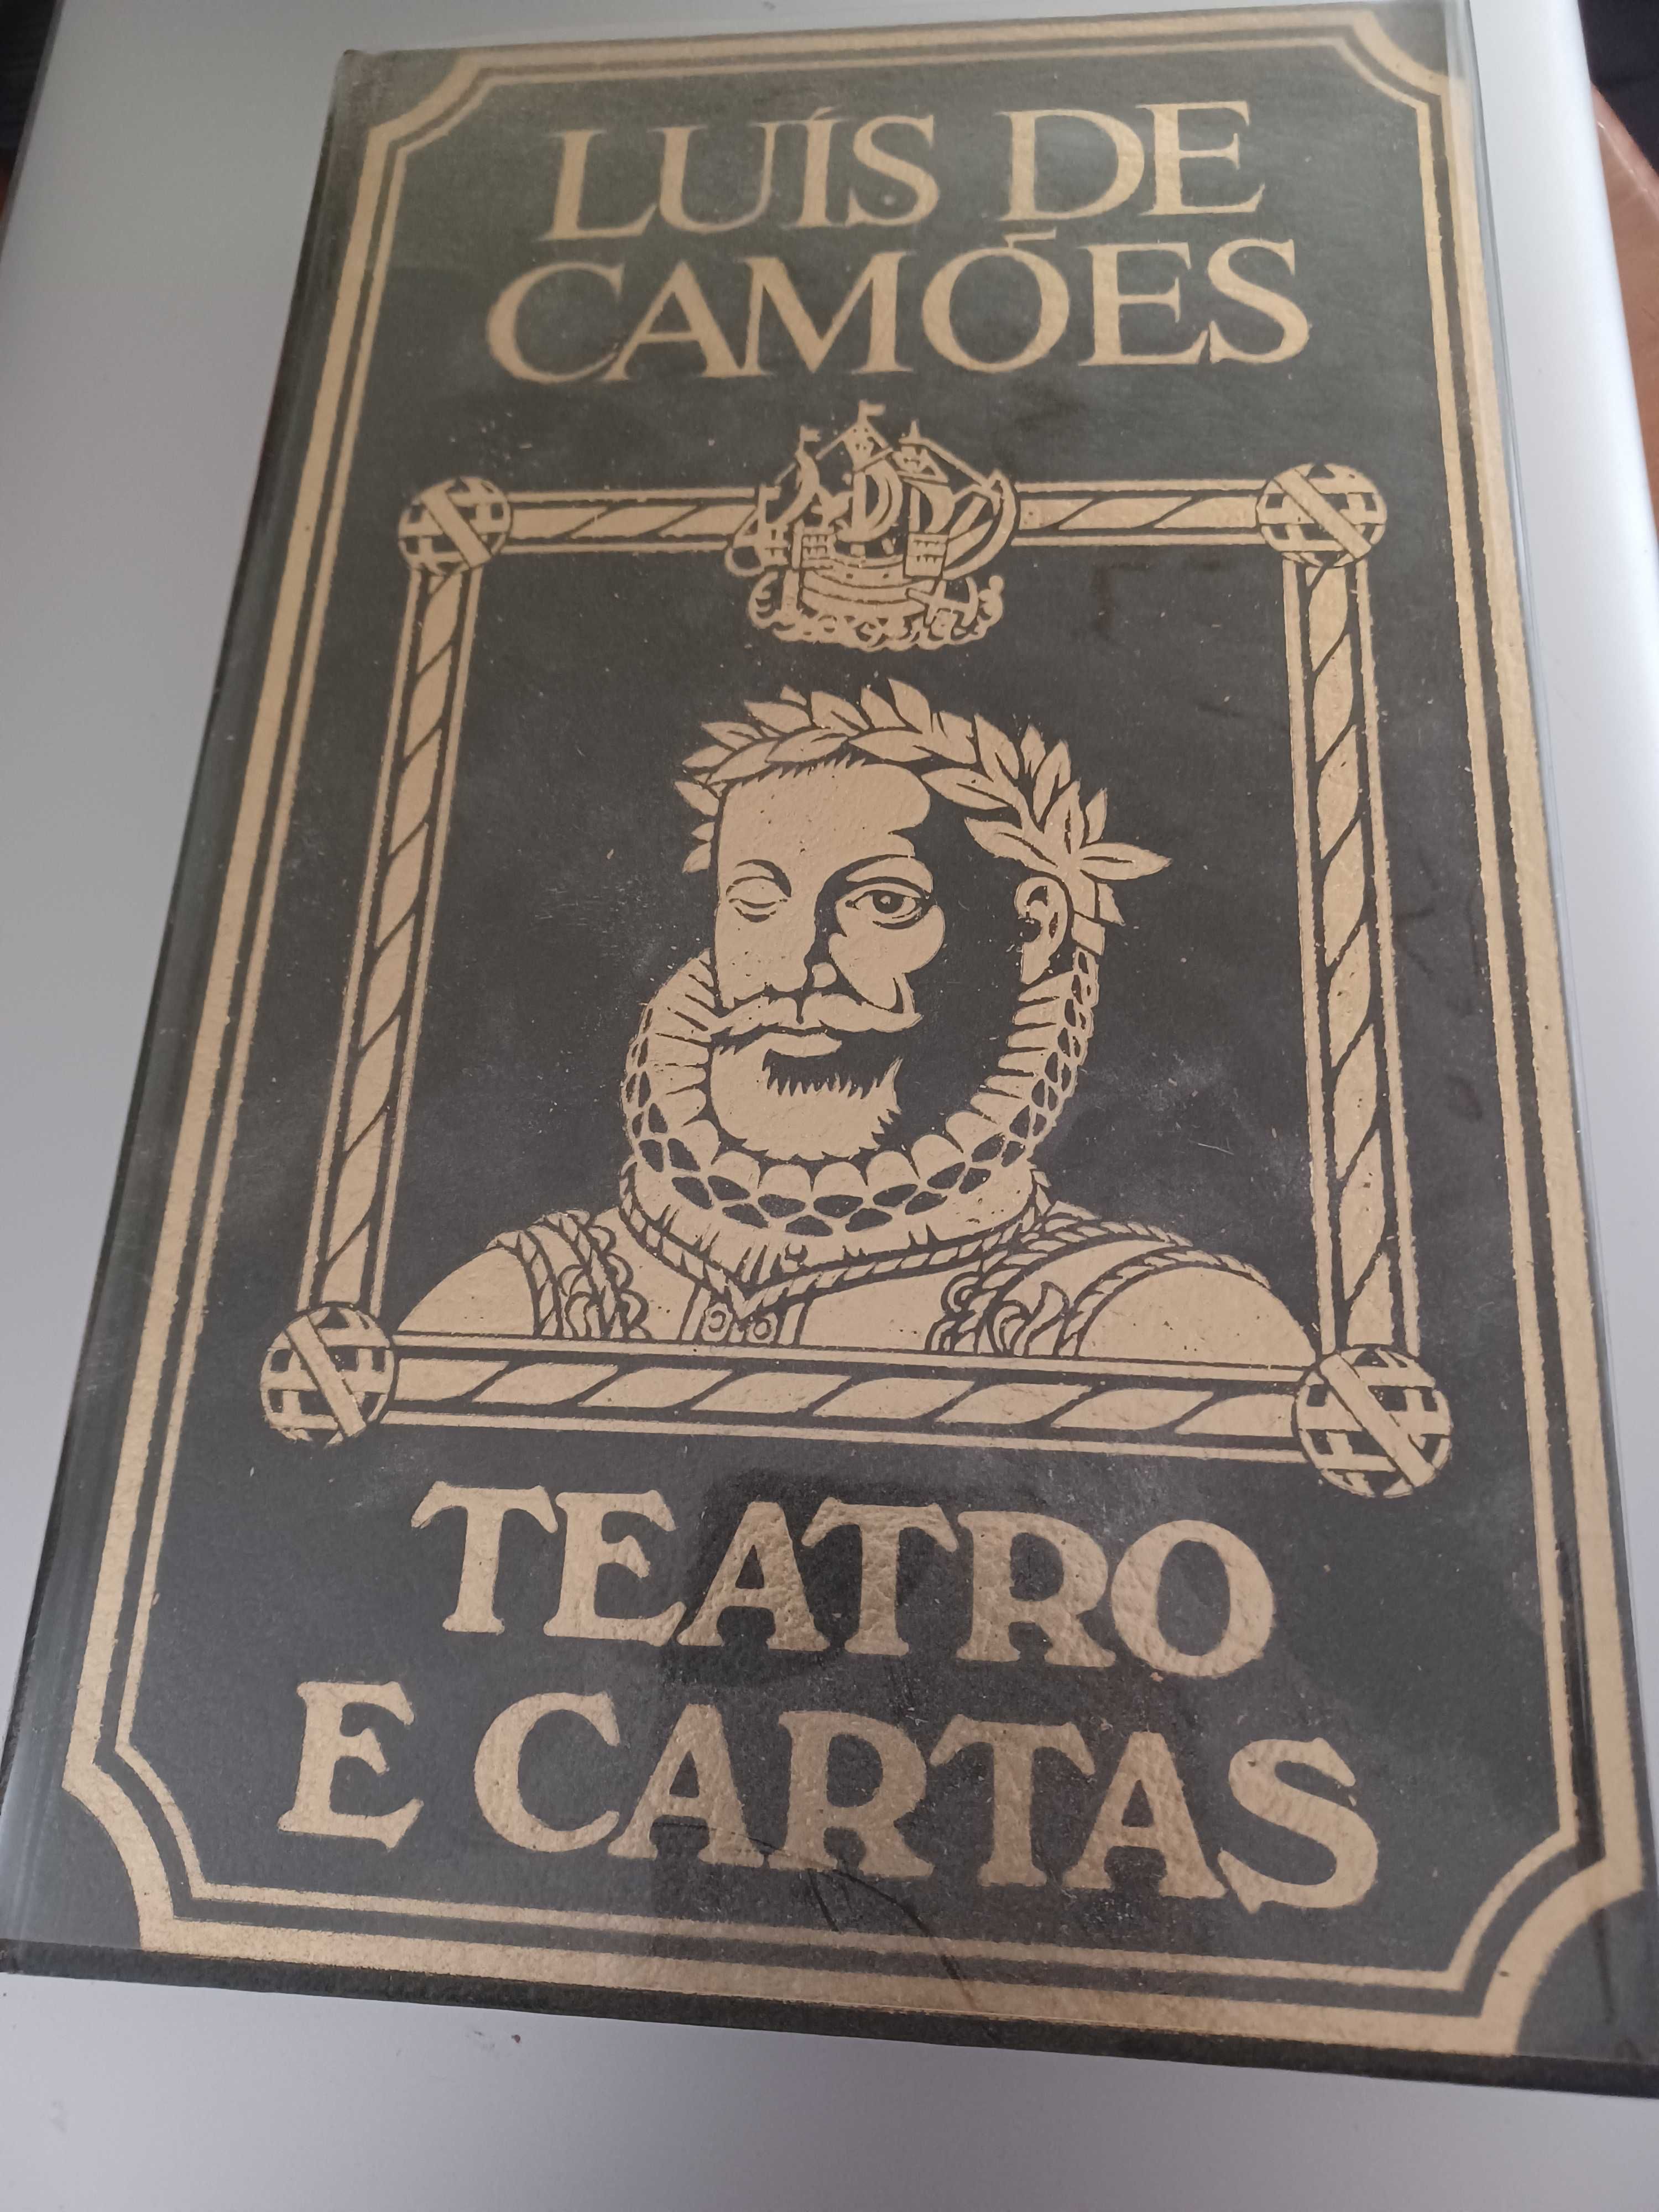 LUÍS DE
CAMÕES
TEATRO
E CARTAS